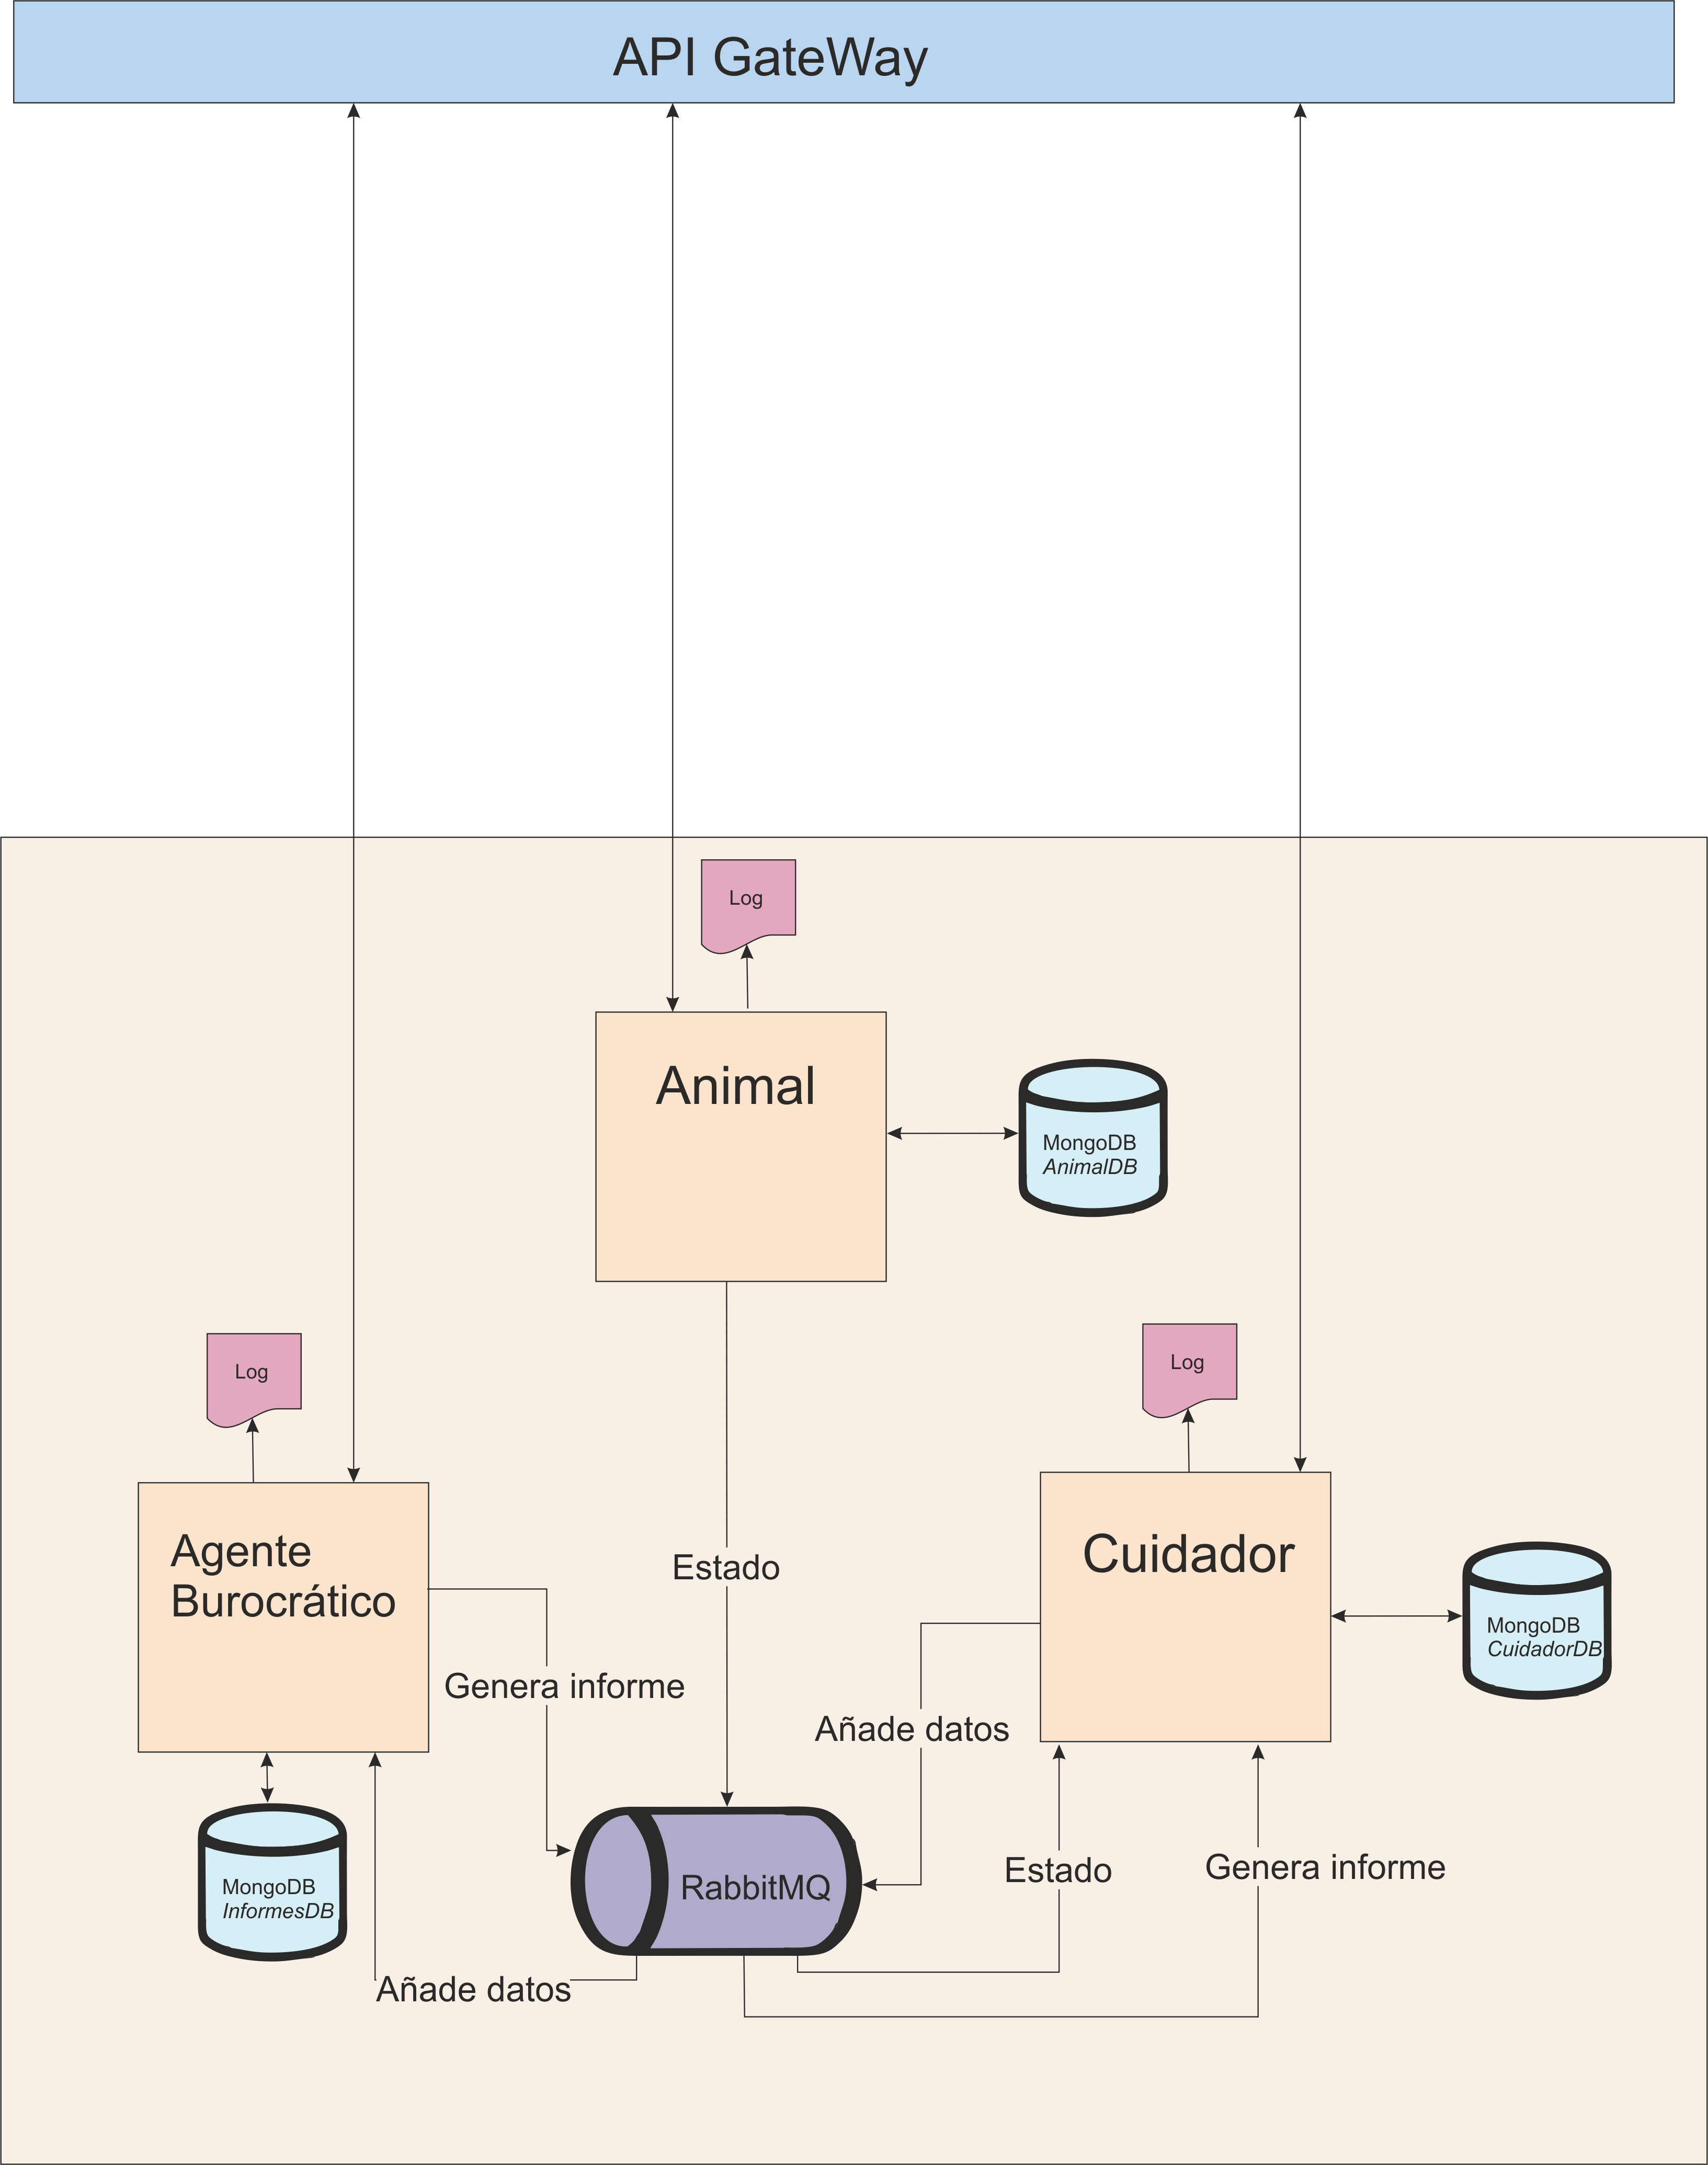 API GateWay
Log
Animal
MongoDB
AnimalDB
Log
Log
Agente
Burocrático
Cuidador
Estado
MongoDB
CuidadorDB
Genera informe
Añade datos
MongoDB
InformesDB
RabbitMQ
Estado
Genera informe
Añade datos